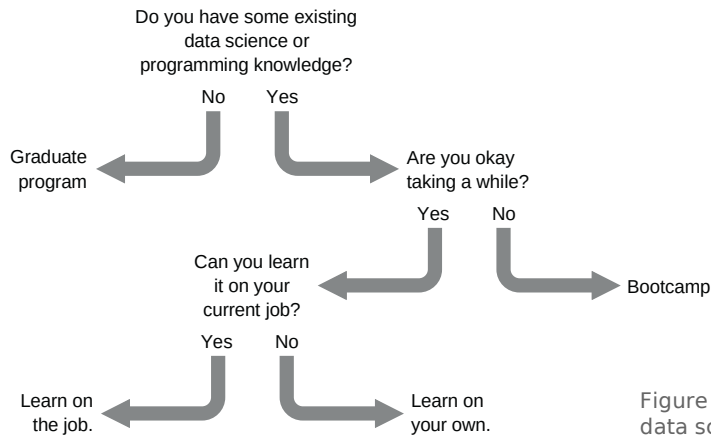 Do you have some existing
data science or
programming knowledge?
No Yes
Graduate
program
Are you okay
taking a while?
Yes No
Can you learn
it on your
current job?
Bootcamp
Yes No
Learn on
the job.
Learn on
your own.
Figure
data sc